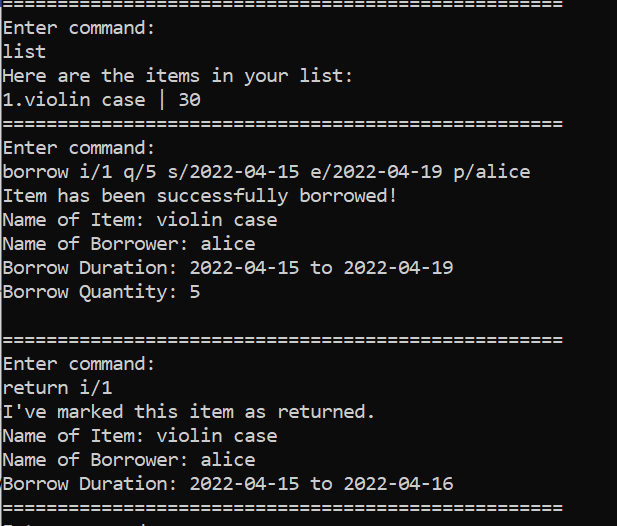 ===================================================
Enter command:
list
Here are the items in your list:
1.violin case | 30
===================================================
Enter command:
borrow i/1 q/5 s/2022-04-15 e/2022-04-19 p/alice
Item has been successfully borrowed!
Name of Item: violin case
Name of Borrower: alice
Borrow Duration: 2022-04-15 to 2022-04-19
Borrow Quantity: 5
===================================================
Enter command:
return i/1
I've marked this item as returned.
Name of Item: violin case
Name of Borrower: alice
Borrow Duration: 2022-04-15 to 2022-04-16
===================================================